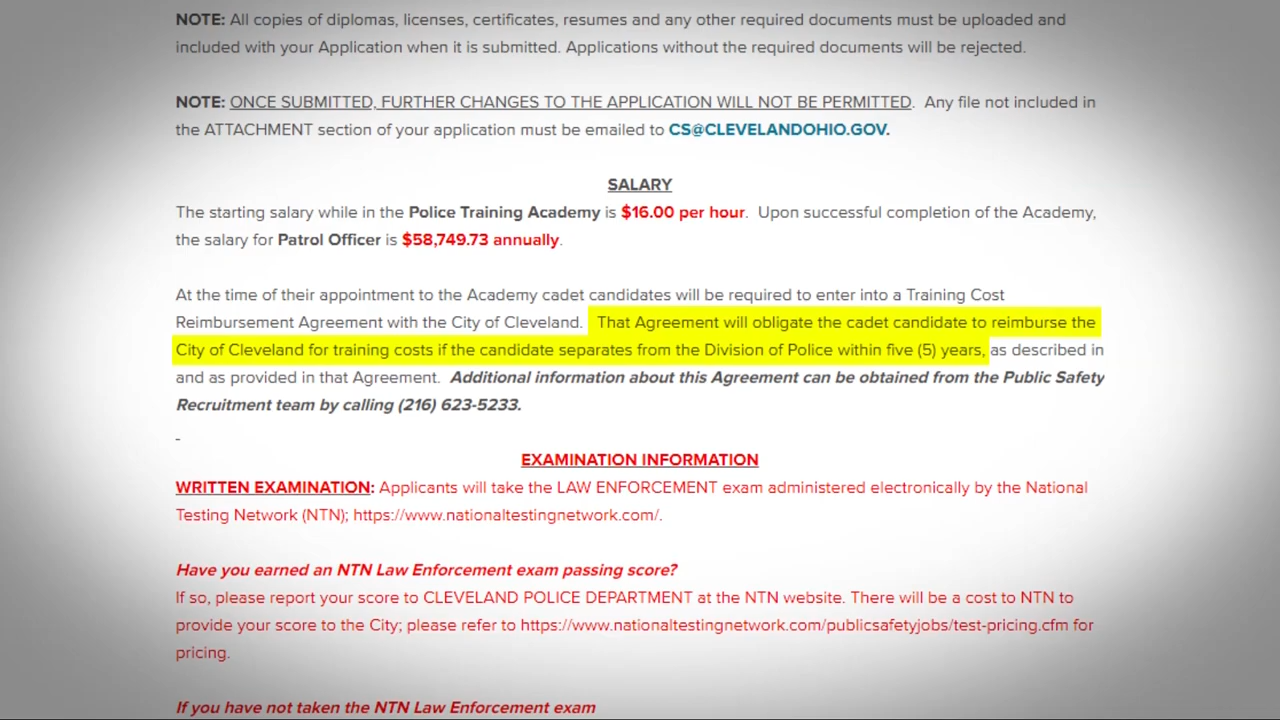 NOTE: All copies of diplomas, licenses, certificates, resumes and any other required documents must be uploaded and
included with your Application when it is submitted. Applications without the required documents will be rejected.
NOTE: ONCE SUBMITTED, FURTHER CHANGES TO THE APPLICATION WILL NOT BE PERMITTED. Any file not included in
the ATTACHMENT section of your application must be emailed to CS@CLEVELANDOHIO.GOV.
SALARY
The starting salary while in the Police Training Academy is $16.00 per hour. Upon successful completion of the Academy,
the salary for Patrol Officer is $58,749.73 annually.
At the time of their appointment to the Academy cadet candidates will be required to enter into a Training Cost
Reimbursement Agreement with the City of Cleveland. That Agreement will obligate the cadet candidate to reimburse the
City of Cleveland for training costs if the candidate separates from the Division of Police within five (5) years, as described in
and as provided in that Agreement. Additional information about this Agreement can be obtained from the Public Safety
Recruitment team by calling (216) 623-5233.
-
EXAMINATION INFORMATION
WRITTEN EXAMINATION: Applicants will take the LAW ENFORCEMENT exam administered electronically by the National
Testing Network (NTN); https://www.nationaltestingnetwork.com/.
Have you earned an NTN Law Enforcement exam passing score?
If so, please report your score to CLEVELAND POLICE DEPARTMENT at the NTN website. There will be a cost to NTN to
provide your score to the City; please refer to https://www.nationaltestingnetwork.com/publicsafetyjobs/test-pricing.cfm for
pricing.
If you have not taken the NTN Law Enforcement exam